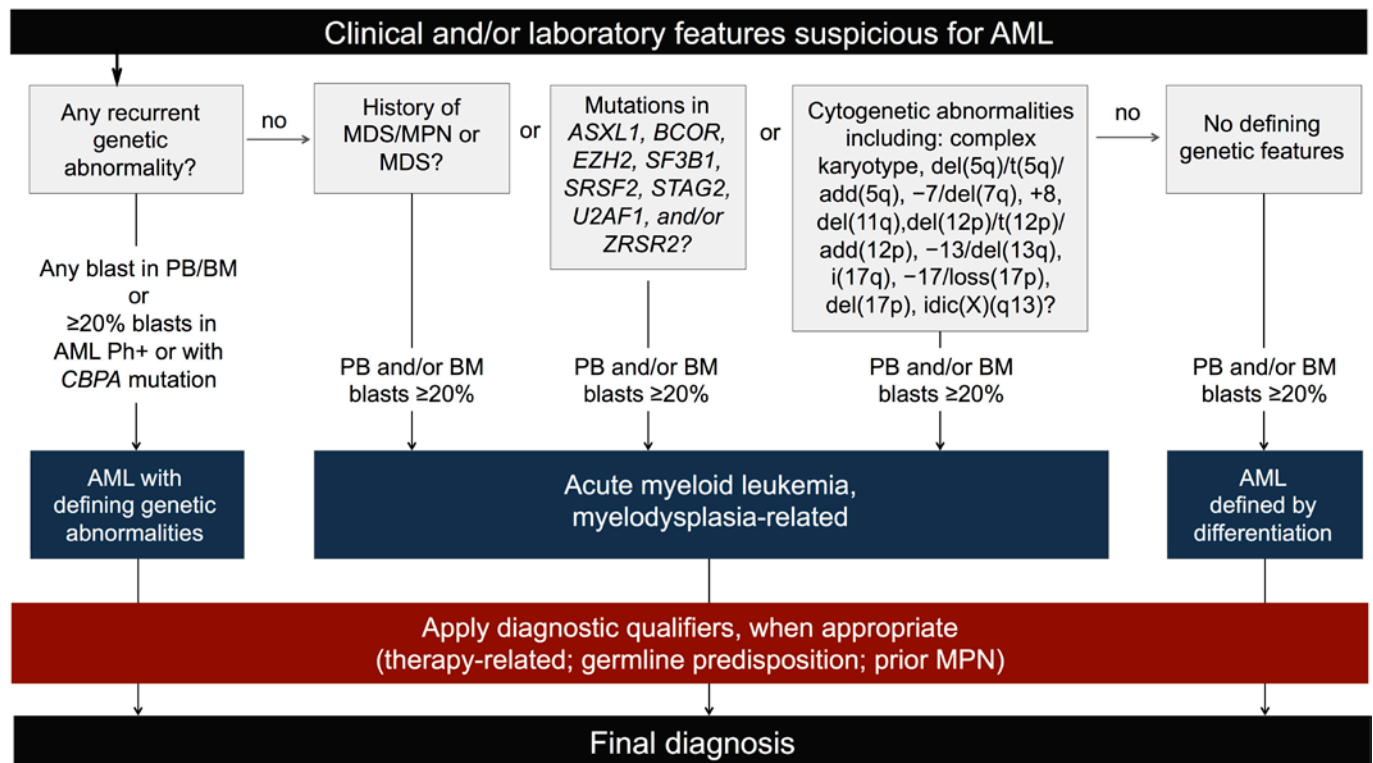 Clinical and/or laboratory features suspicious for AML
Any recurrent
genetic
abnormality?
no
History of
MDS/MPN or
MDS?
or
Mutations in
ASXL1, BCOR,
EZH2, SF3B1,
SRSF2, STAG2,
U2AF1, and/or
ZRSR2?
or
Cytogenetic abnormalities
including: complex
karyotype, del(5q)/t(5q)/
add(5q), −7/del(7q), +8,
del(11q),del(12p)/t(12p)/
add(12p), −13/del(13q),
i(17q), −17/loss(17p),
del(17p), idic(X)(q13)?
no
No defining
genetic features
Any blast in PB/BM
or
≥20% blasts in
AML Ph+ or with
CBPA mutation
PB and/or BM
blasts ≥20%
PB and/or BM
blasts ≥20%
PB and/or BM
blasts ≥20%
PB and/or BM
blasts ≥20%
AML with
defining genetic
abnormalities
Acute myeloid leukemia,
myelodysplasia-related
AML
defined by
differentiation
Apply diagnostic qualifiers, when appropriate
(therapy-related; germline predisposition; prior MPN)
Final diagnosis